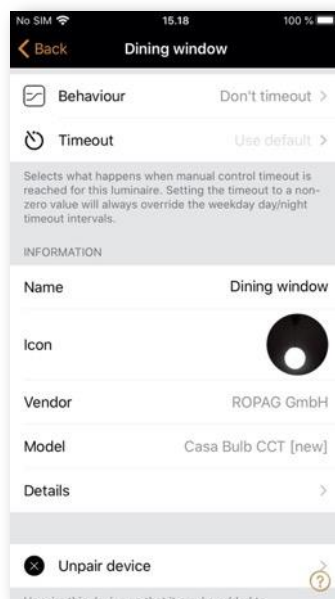 No SIM 15.18 100 %
Back Dining window
Behaviour Don't timeout
Timeout Use default
Selects what happens when manual control timeout is
reached for this luminaire. Setting the timeout to a non-
zero value will always override the weekday day/night
timeout intervals.
INFORMATION
Name Dining window
Icon
Vendor ROPAG GmbH
Model Casa Bulb CCT [new]
Details
Unpair device
?